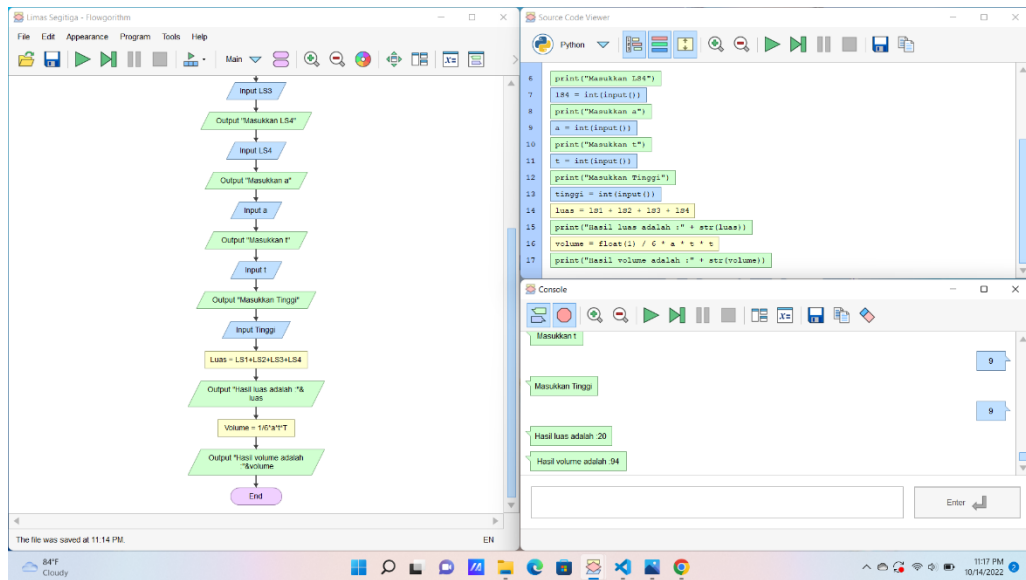 Limas Segitiga - Flowgorithm
File Edit Appearance Program Tools Help
Main
Input LS3
Output "Masukkan LS4"
Input LS4
Output "Masukkan a"
Input a
Output "Masukkan t"
Input t
Output "Masukkan Tinggi"
Input Tinggi
Luas = LS1+LS2+LS3+LS4
Output "Hasil luas adalah :"&
luas
Volume = 1/6*a*t*T
Output "Hasil volume adalah
:"&volume
End
The file was saved at 11.14 PM.
EN
Source Code Viewer
Python
6 print("Masukkan LS4")
7 lS4 = int(input())
8 print("Masukkan a")
9 a = int(input())
10 print("Masukkan t")
11 t = int(input())
12 print("Masukkan Tinggi")
13 tinggi = int(input())
14 luas = lS1 + lS2 + lS3 + lS4
15 print("Hasil luas adalah :" + str(luas))
16 volume = float(1) / 6 * a * t * t
17 print("Hasil volume adalah :" + str(volume))
Console
Masukkan t
9
Masukkan Tinggi
9
Hasil luas adalah :20
Hasil volume adalah :94
Enter
84°F
Cloudy
11:17 PM
10/14/2022
2